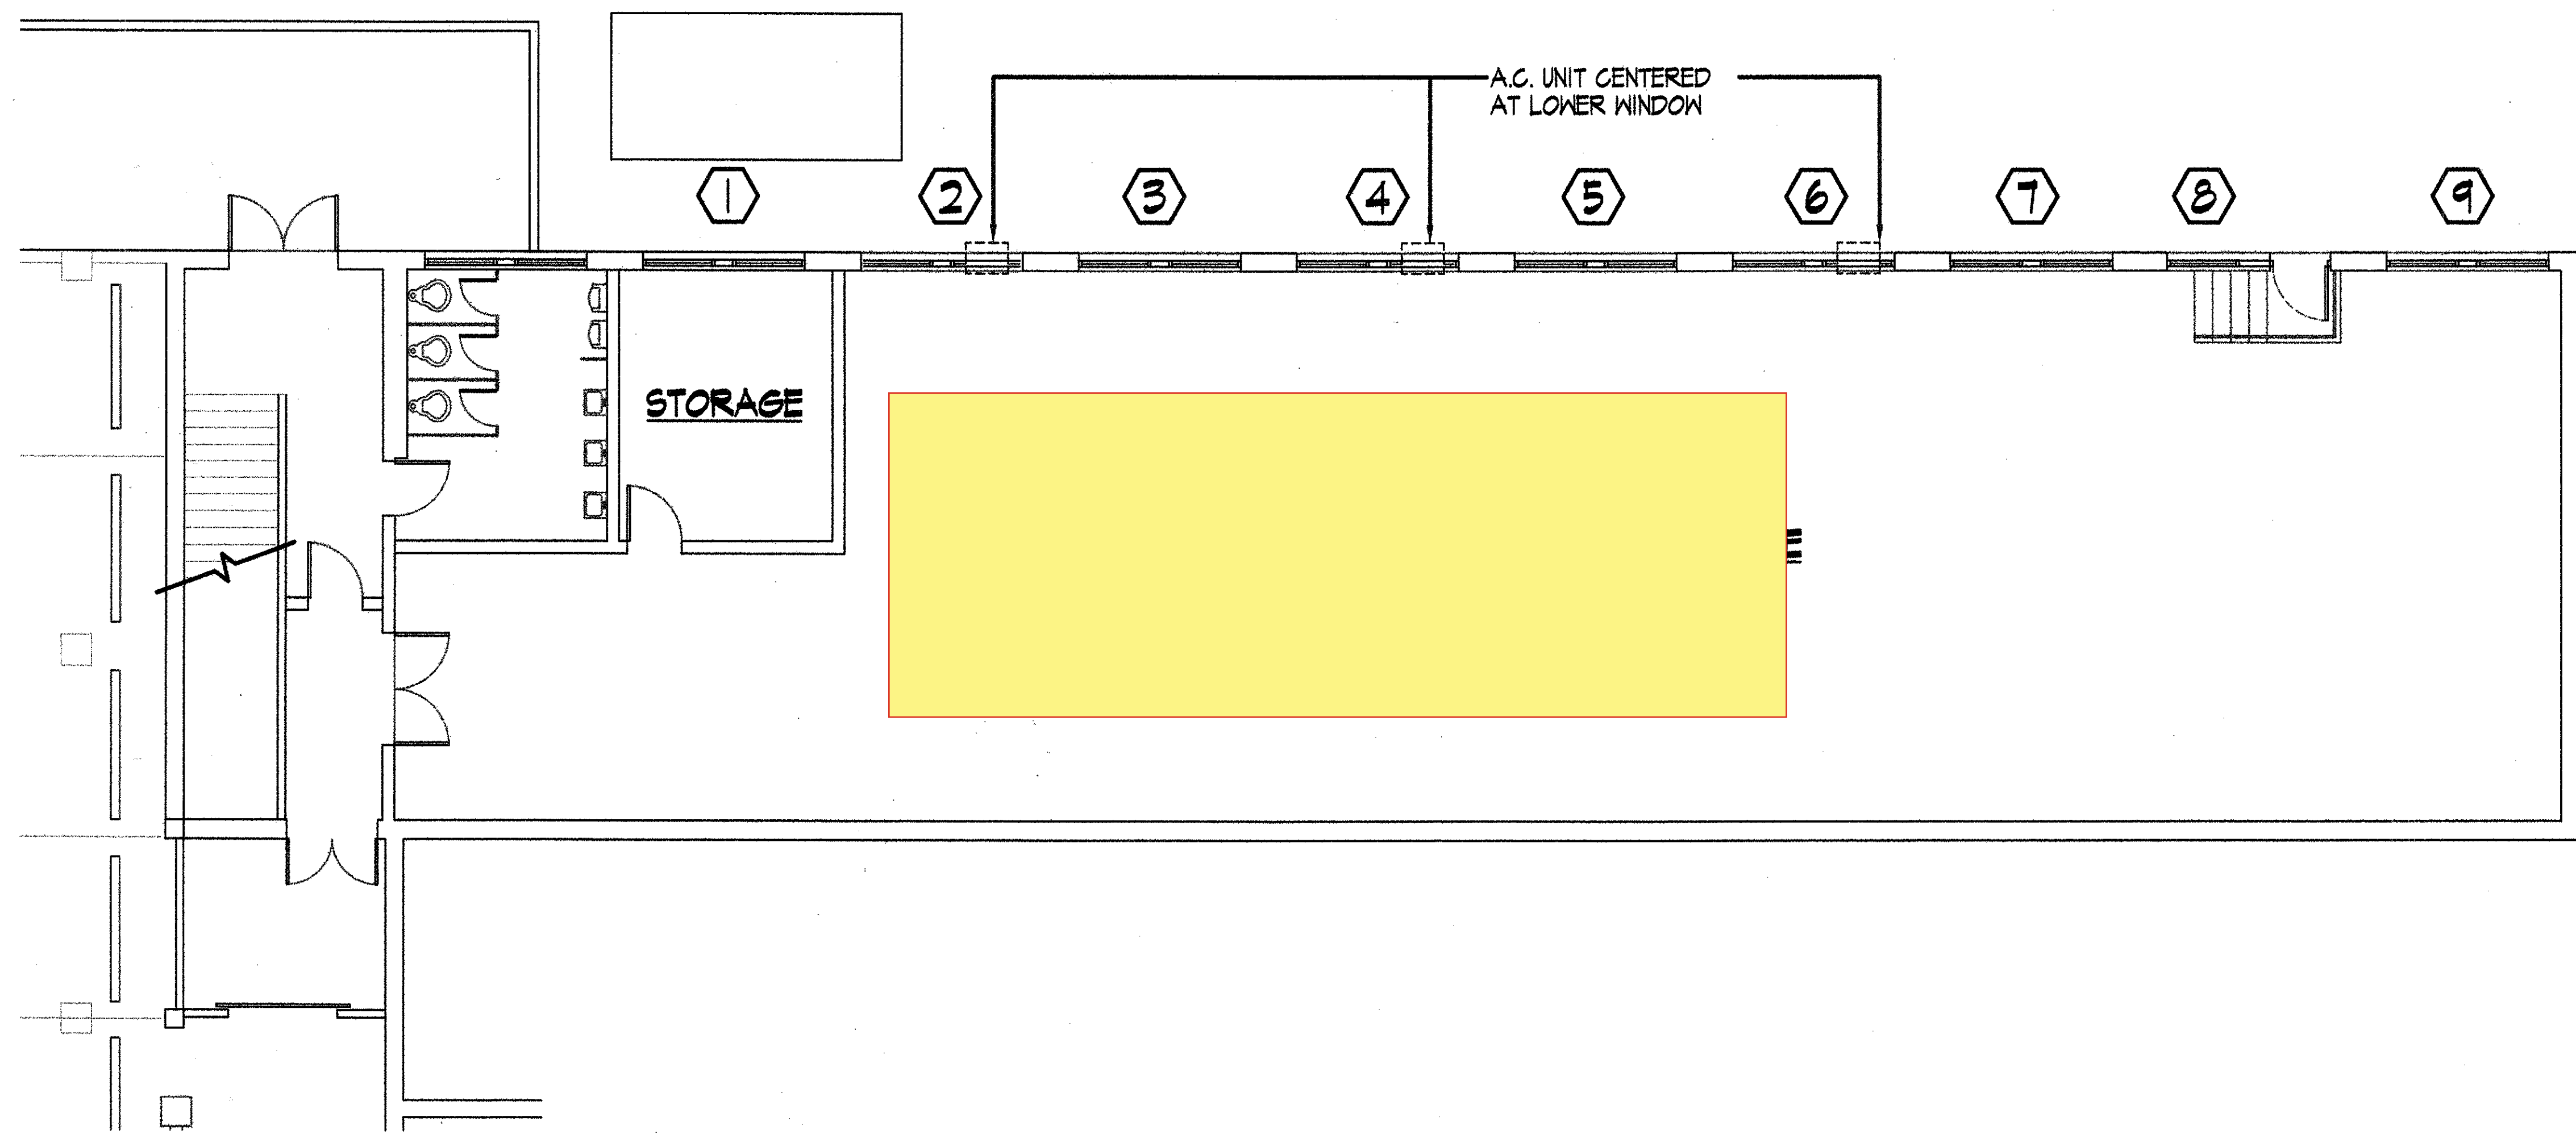 A.C. UNIT CENTERED
AT LOWER WINDOW
1 2 3 4 5 6 7 8 9
STORAGE